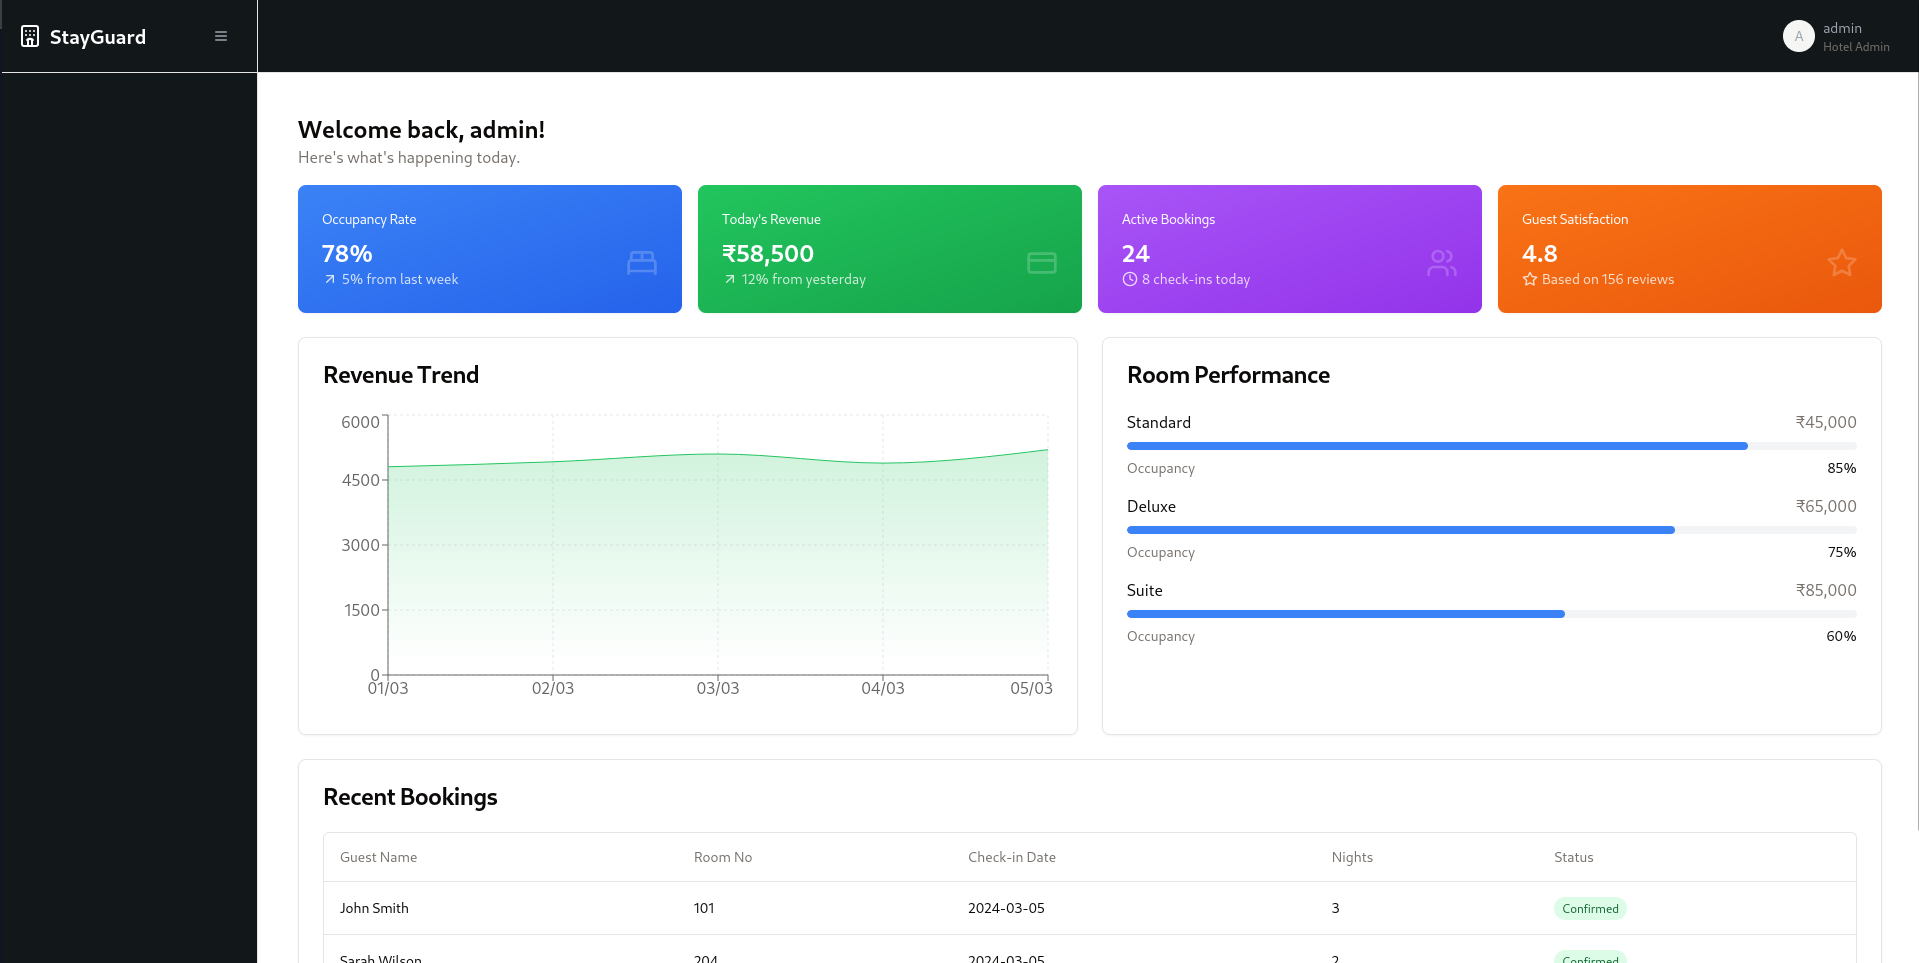 StayGuard
A
admin
Hotel Admin
Welcome back, admin!
Here's what's happening today.
Occupancy Rate
78%
5% from last week
Today's Revenue
₹58,500
12% from yesterday
Active Bookings
24
8 check-ins today
Guest Satisfaction
4.8
Based on 156 reviews
Revenue Trend
6000
4500
3000
1500
0
01/03 02/03 03/03 04/03 05/03
Room Performance
Standard ₹45,000
Occupancy 85%
Deluxe ₹65,000
Occupancy 75%
Suite ₹85,000
Occupancy 60%
Recent Bookings
Guest Name Room No Check-in Date Nights Status
John Smith 101 2024-03-05 3 Confirmed
Sarah Wilson 204 2024-03-05 2 Confirmed